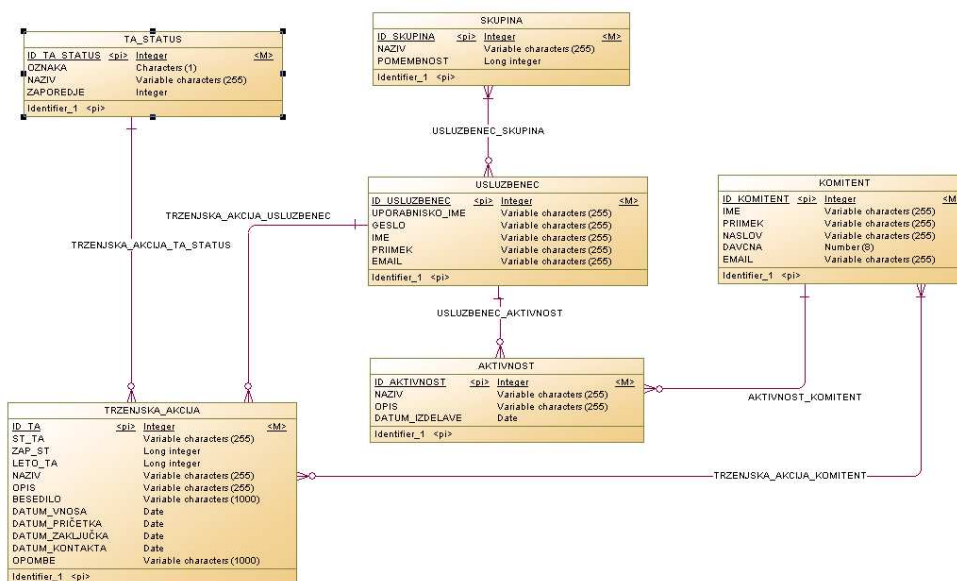 TA_STATUS
ID_TA_STATUS <pi> Integer <M>
OZNAKA Characters (1)
NAZIV Variable characters (255)
ZAPOREDJE Integer
Identifier_1 <pi>
SKUPINA
ID_SKUPINA <pi> Integer <M>
NAZIV Variable characters (255)
POMEMBNOST Long integer
Identifier_1 <pi>
USLUZBENEC_SKUPINA
USLUZBENEC
ID_USLUZBENEC <pi> Integer <M>
UPORABNISKO_IME Variable characters (255)
GESLO Variable characters (255)
IME Variable characters (255)
PRIIMEK Variable characters (255)
EMAIL Variable characters (255)
Identifier_1 <pi>
KOMITENT
ID_KOMITENT <pi> Integer <M>
IME Variable characters (255)
PRIIMEK Variable characters (255)
NASLOV Variable characters (255)
DAVCNA Number (8)
EMAIL Variable characters (255)
Identifier_1 <pi>
TRZENJSKA_AKCIJA_USLUZBENEC
TRZENJSKA_AKCIJA_TA_STATUS
USLUZBENEC_AKTIVNOST
AKTIVNOST
ID_AKTIVNOST <pi> Integer <M>
NAZIV Variable characters (255)
OPIS Variable characters (255)
DATUM_IZDELAVE Date
Identifier_1 <pi>
AKTIVNOST_KOMITENT
TRZENJSKA_AKCIJA
ID_TA <pi> Integer <M>
ST_TA Variable characters (255)
ZAP_ST Long integer
LETO_TA Long integer
NAZIV Variable characters (255)
OPIS Variable characters (255)
BESEDILO Variable characters (1000)
DATUM_VNOSA Date
DATUM_PRIČETKA Date
DATUM_ZAKLJUČKA Date
DATUM_KONTAKTA Date
OPOMBE Variable characters (1000)
Identifier_1 <pi>
TRZENJSKA_AKCIJA_KOMITENT